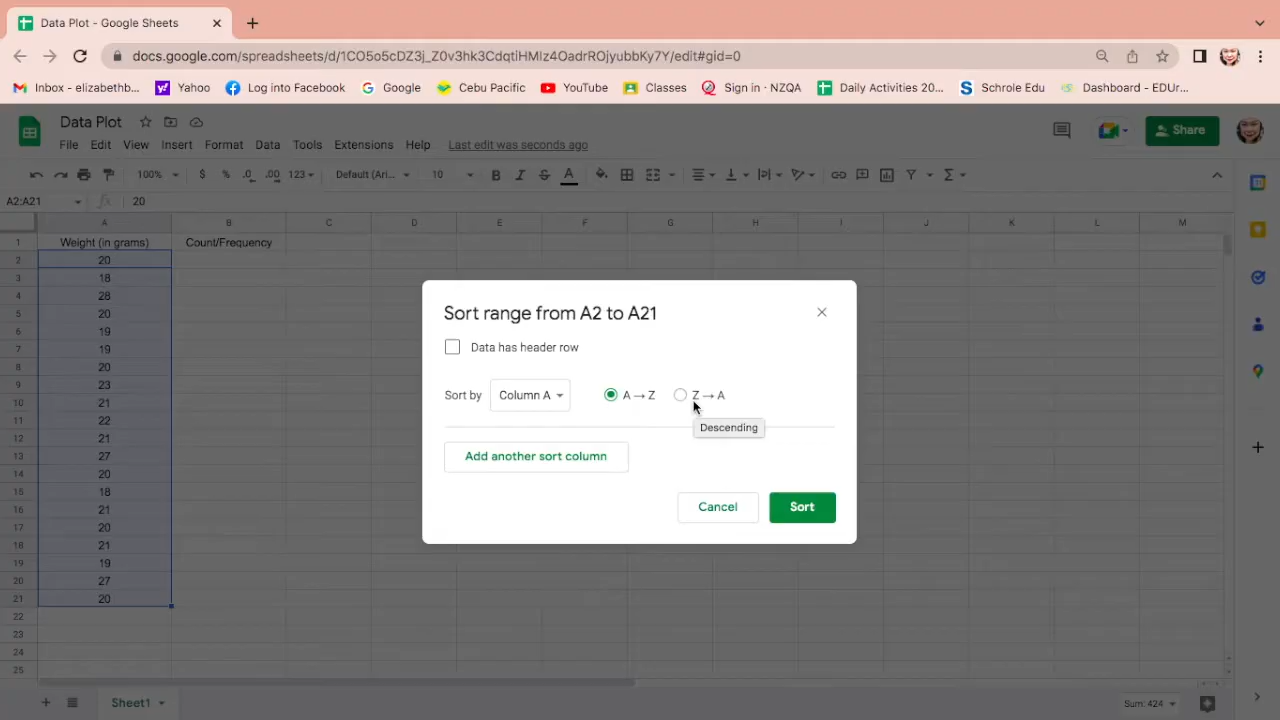 Data Plot - Google Sheets
docs.google.com/spreadsheets/d/1CO5o5cDZ3j_Z0v3hk3CdqtiHMIz4OadrROjyubbKy7Y/edit#gid=0
Inbox - elizabethb... Yahoo Log into Facebook Google Cebu Pacific YouTube Classes Sign in · NZQA Daily Activities 20... Schrole Edu Dashboard - EDUr...
Data Plot
Share
File Edit View Insert Format Data Tools Extensions Help Last edit was seconds ago
100% $ % .0 .00 123 Default (Ari... 10 B I S A
A2:A21 fx 20
A B C D E F G H I J K L M
1 Weight (in grams) Count/Frequency
2 20
3 18
4 28
5 20
6 19
7 19
8 20
9 23
10 21
11 22
12 21
13 27
14 20
15 18
16 21
17 20
18 21
19 19
20 27
21 20
22
23
24
25
Sort range from A2 to A21
Data has header row
Sort by Column A A → Z Z → A
Descending
Add another sort column
Cancel Sort
Sheet1 Sum: 424